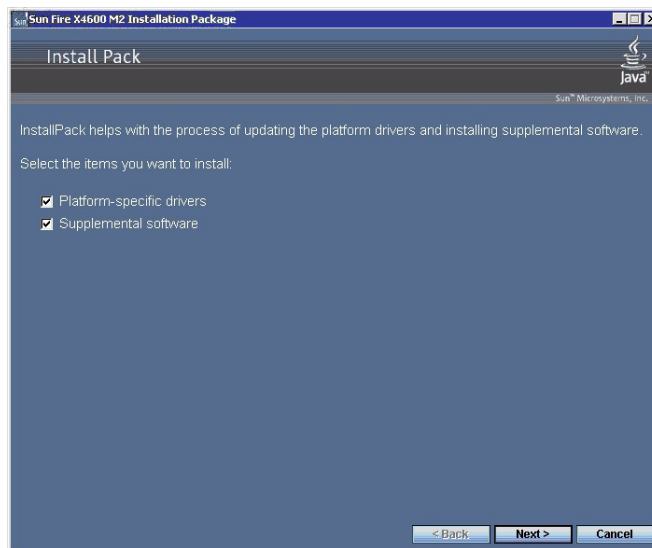 Sun Sun Fire X4600 M2 Installation Package
Install Pack
Java™
Sun™ Microsystems, Inc.
InstallPack helps with the process of updating the platform drivers and installing supplemental software.
Select the items you want to install:
Platform-specific drivers
Supplemental software
< Back Next > Cancel